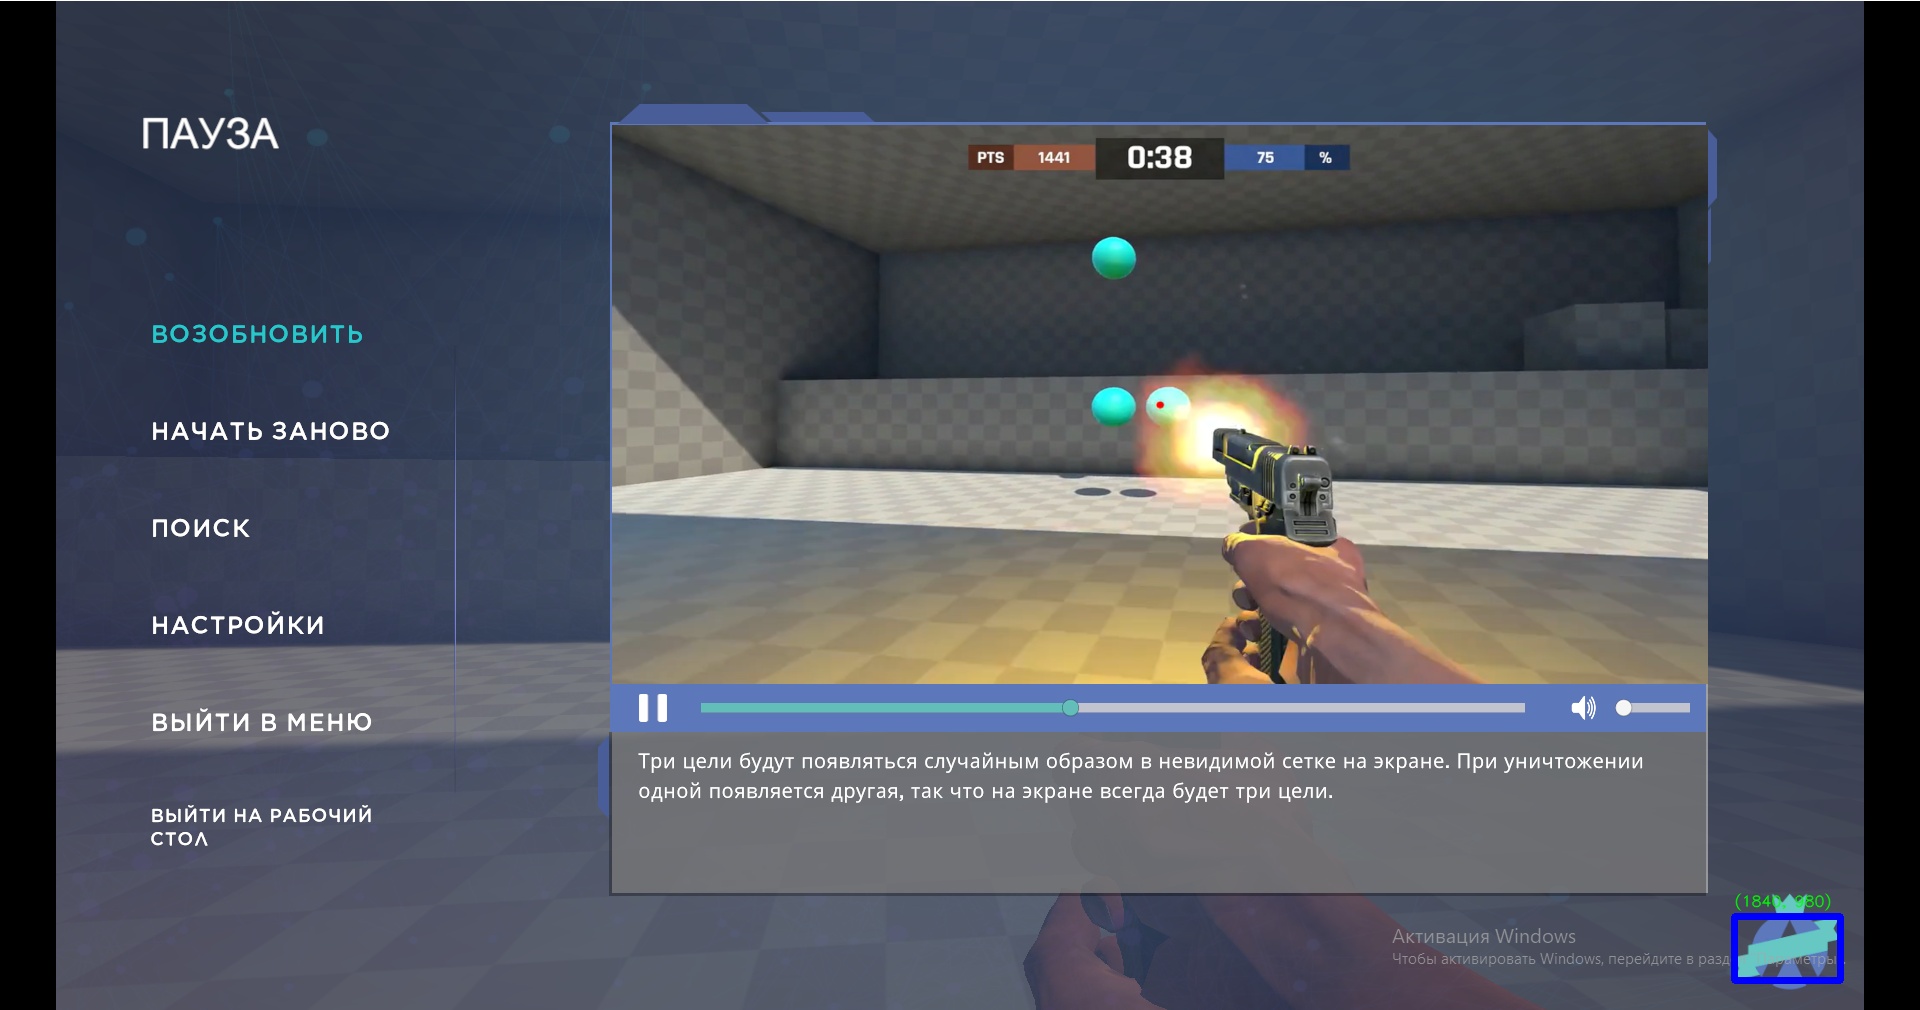 ПАУЗА
ВОЗОБНОВИТЬ
НАЧАТЬ ЗАНОВО
ПОИСК
НАСТРОЙКИ
ВЫЙТИ В МЕНЮ
ВЫЙТИ НА РАБОЧИЙ
СТОЛ
PTS 1441 0:38 75 %
Три цели будут появляться случайным образом в невидимой сетке на экране. При уничтожении
одной появляется другая, так что на экране всегда будет три цели.
Активация Windows
Чтобы активировать Windows, перейдите в